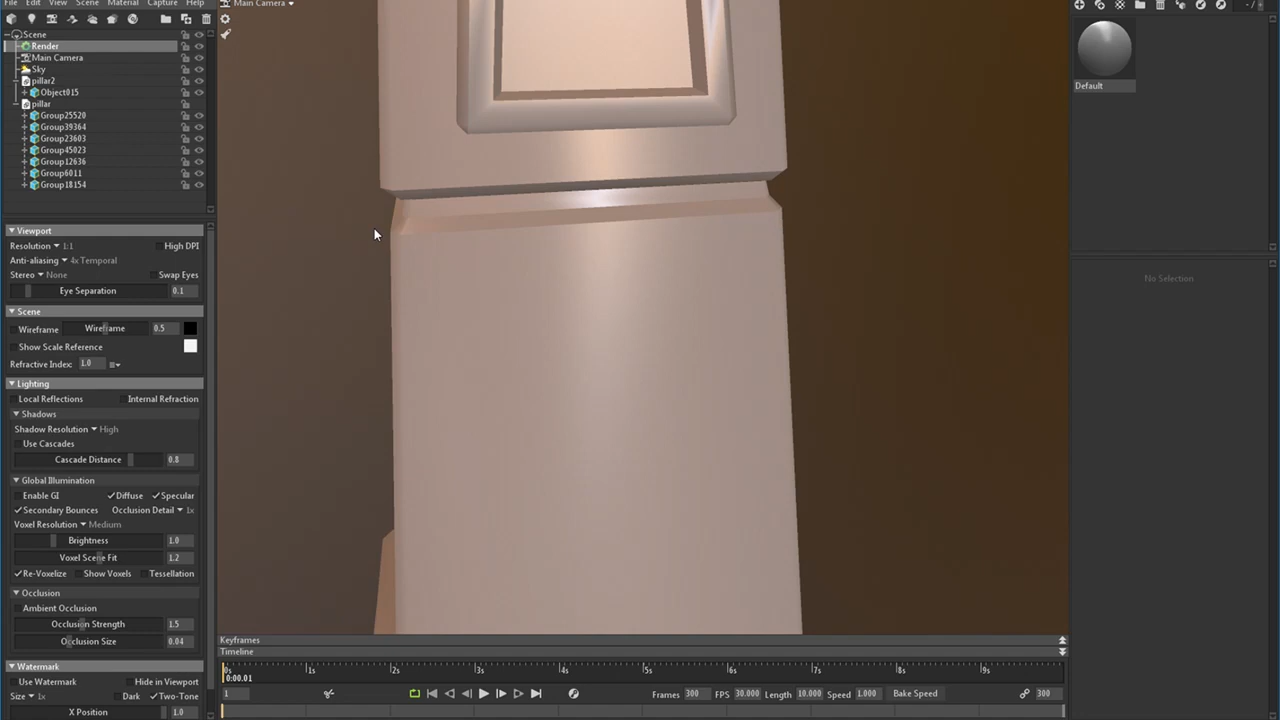 File Edit View Scene Material Capture Help
Main Camera
Scene
Render
Main Camera
Sky
pillar2
Object015
pillar
Group25520
Group39364
Group23603
Group45023
Group12636
Group6011
Group18154
Default
No Selection
Viewport
Resolution 1:1 High DPI
Anti-aliasing 4x Temporal
Stereo None Swap Eyes
Eye Separation 0.1
Scene
Wireframe Wireframe 0.5
Show Scale Reference
Refractive Index: 1.0
Lighting
Local Reflections Internal Refraction
Shadows
Shadow Resolution High
Use Cascades
Cascade Distance 0.8
Global Illumination
Enable GI Diffuse Specular
Secondary Bounces Occlusion Detail 1x
Voxel Resolution Medium
Brightness 1.0
Voxel Scene Fit 1.2
Re-Voxelize Show Voxels Tessellation
Occlusion
Ambient Occlusion
Occlusion Strength 1.5
Occlusion Size 0.04
Watermark
Use Watermark Hide in Viewport
Size 1x Dark Two-Tone
X Position 1.0
Keyframes
Timeline
0s 1s 2s 3s 4s 5s 6s 7s 8s 9s
0:00.01
1 Frames 300 FPS 30.000 Length 10.000 Speed 1.000 Bake Speed 300